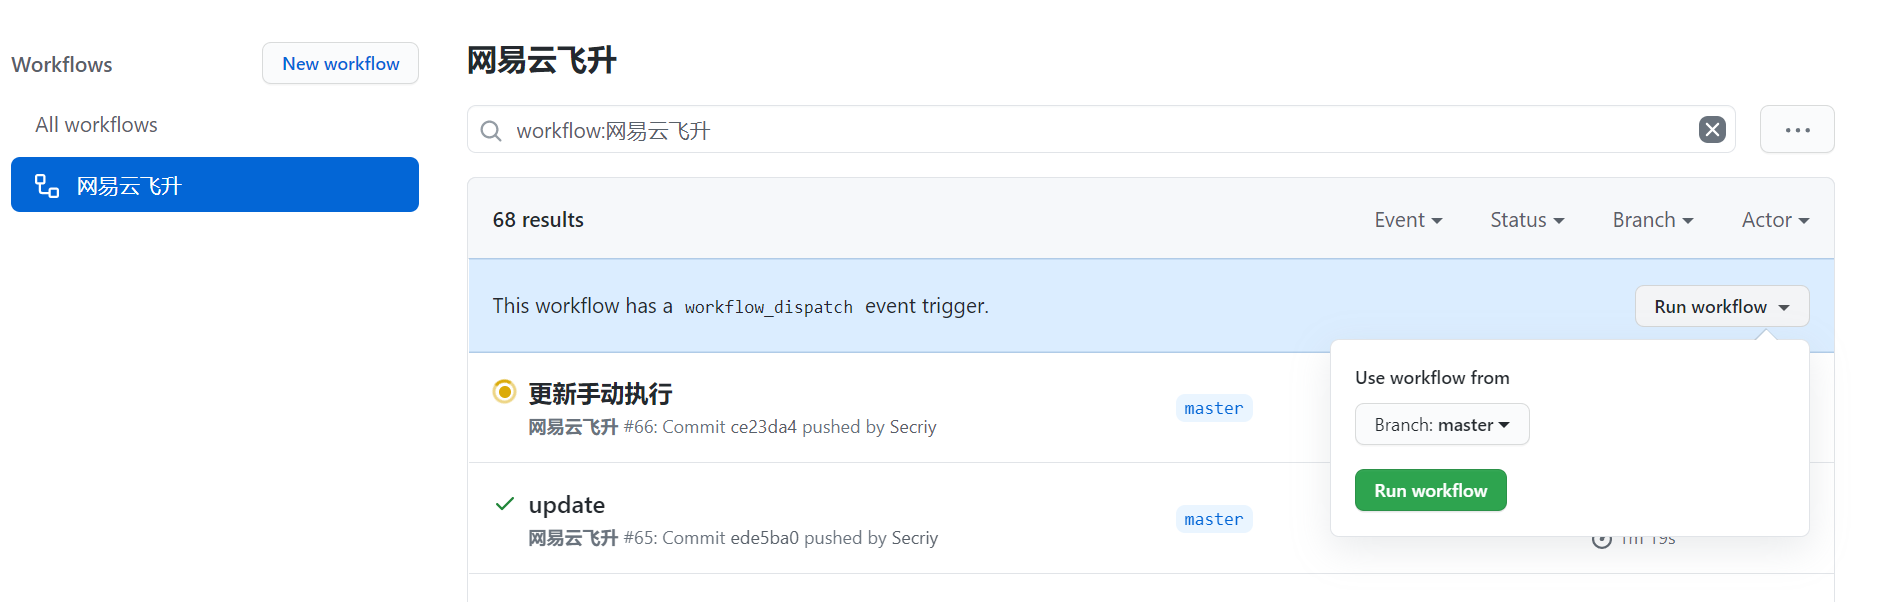 Workflows
New workflow
All workflows
网易云飞升
网易云飞升
workflow:网易云飞升
68 results
Event
Status
Branch
Actor
This workflow has a workflow_dispatch event trigger.
Run workflow
Use workflow from
Branch: master
Run workflow
更新手动执行
网易云飞升 #66: Commit ce23da4 pushed by Secriy
master
update
网易云飞升 #65: Commit ede5ba0 pushed by Secriy
master
1m 19s